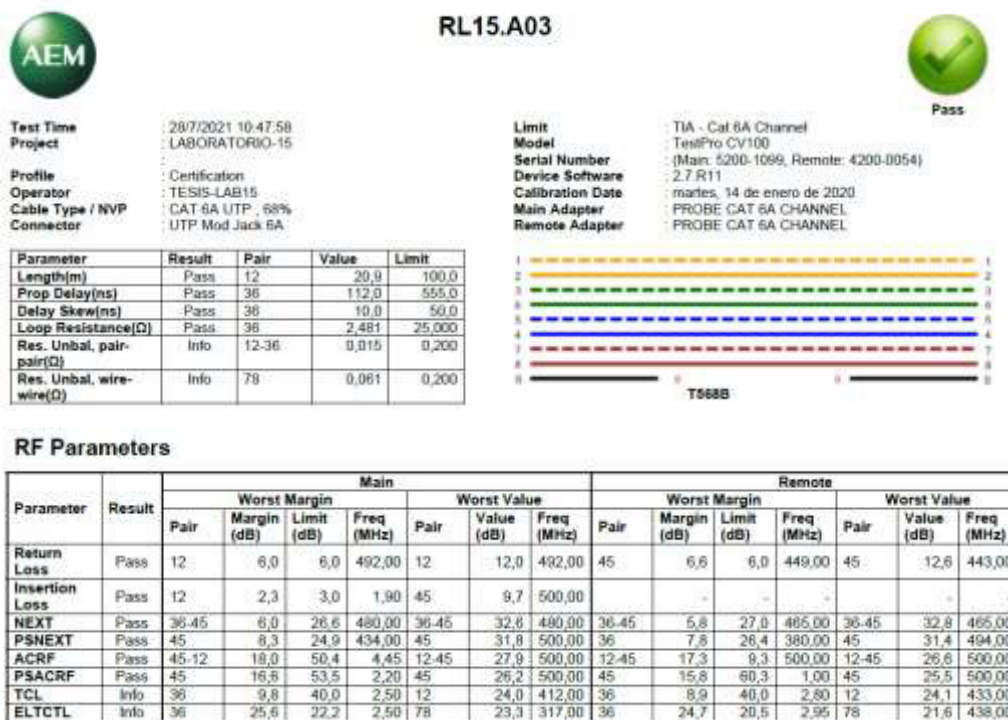 RL15.A03
AEM
Pass
Test Time : 28/7/2021 10:47:58
Project : LABORATORIO-15
:
Profile : Certification
Operator : TESIS-LAB15
Cable Type / NVP : CAT 6A UTP , 68%
Connector : UTP Mod Jack 6A
Limit : TIA - Cat 6A Channel
Model : TestPro CV100
Serial Number : (Main: 5200-1099, Remote: 4200-0054)
Device Software : 2.7.R11
Calibration Date : martes, 14 de enero de 2020
Main Adapter : PROBE CAT 6A CHANNEL
Remote Adapter : PROBE CAT 6A CHANNEL
Parameter Result Pair Value Limit
Length(m) Pass 12 20,9 100,0
Prop Delay(ns) Pass 36 112,0 555,0
Delay Skew(ns) Pass 36 10,0 50,0
Loop Resistance(Ω) Pass 36 2,481 25,000
Res. Unbal, pair- Info 12-36 0,015 0,200
pair(Ω)
Res. Unbal, wire- Info 78 0,061 0,200
wire(Ω)
1 1
2 2
3 3
6 6
5 5
4 4
7 7
8 8
T568B
RF Parameters
Main Remote
Parameter Result Worst Margin Worst Value Worst Margin Worst Value
Pair Margin (dB) Limit (dB) Freq (MHz) Pair Value (dB) Freq (MHz) Pair Margin (dB) Limit (dB) Freq (MHz) Pair Value (dB) Freq (MHz)
Return Loss Pass 12 6,0 6,0 492,00 12 12,0 492,00 45 6,6 6,0 449,00 45 12,6 443,00
Insertion Loss Pass 12 2,3 3,0 1,90 45 9,7 500,00 - - - - -
NEXT Pass 36-45 6,0 26,6 480,00 36-45 32,6 480,00 36-45 5,8 27,0 465,00 36-45 32,8 465,00
PSNEXT Pass 45 8,3 24,9 434,00 45 31,8 500,00 36 7,8 26,4 380,00 45 31,4 494,00
ACRF Pass 45-12 18,0 50,4 4,45 12-45 27,9 500,00 12-45 17,3 9,3 500,00 12-45 26,6 500,00
PSACRF Pass 45 16,6 53,5 2,20 45 26,2 500,00 45 15,8 60,3 1,00 45 25,5 500,00
TCL Info 36 9,8 40,0 2,50 12 24,0 412,00 36 8,9 40,0 2,80 12 24,1 433,00
ELTCTL Info 36 25,6 22,2 2,50 78 23,3 317,00 36 24,7 20,5 2,95 78 21,6 438,00